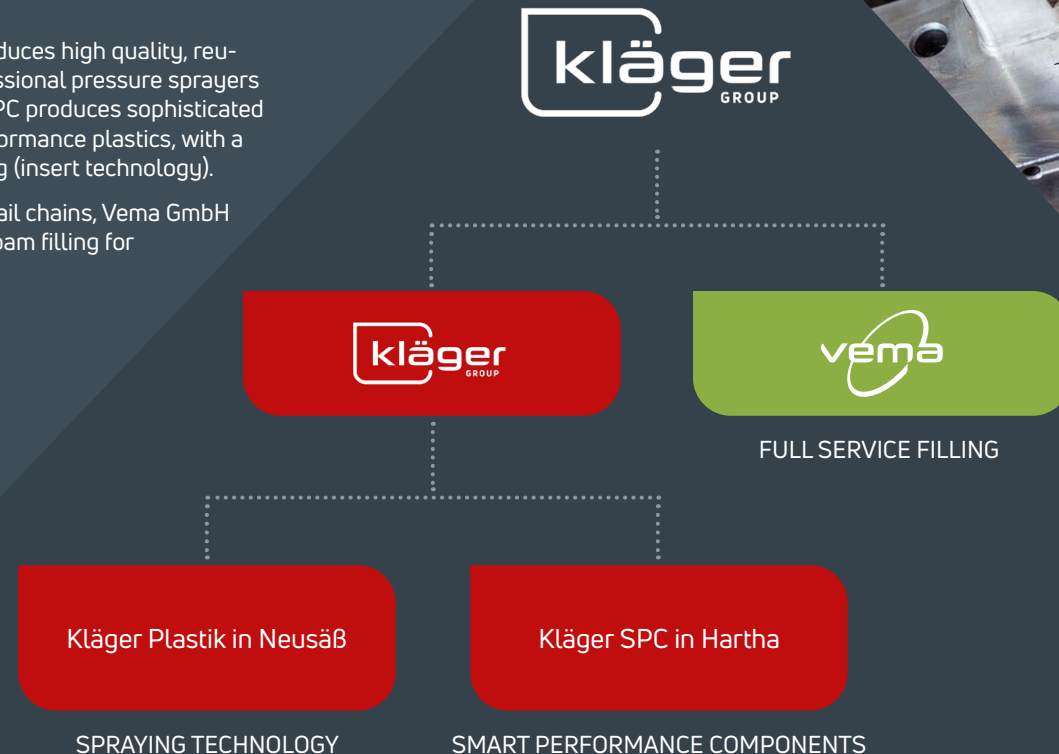 duces high quality, reu-
ssional pressure sprayers
PC produces sophisticated
ormance plastics, with a
g (insert technology).
ail chains, Vema GmbH
oam filling for
kläger
GROUP
kläger
GROUP
vema
FULL SERVICE FILLING
Kläger Plastik in Neusäß
Kläger SPC in Hartha
SPRAYING TECHNOLOGY
SMART PERFORMANCE COMPONENTS